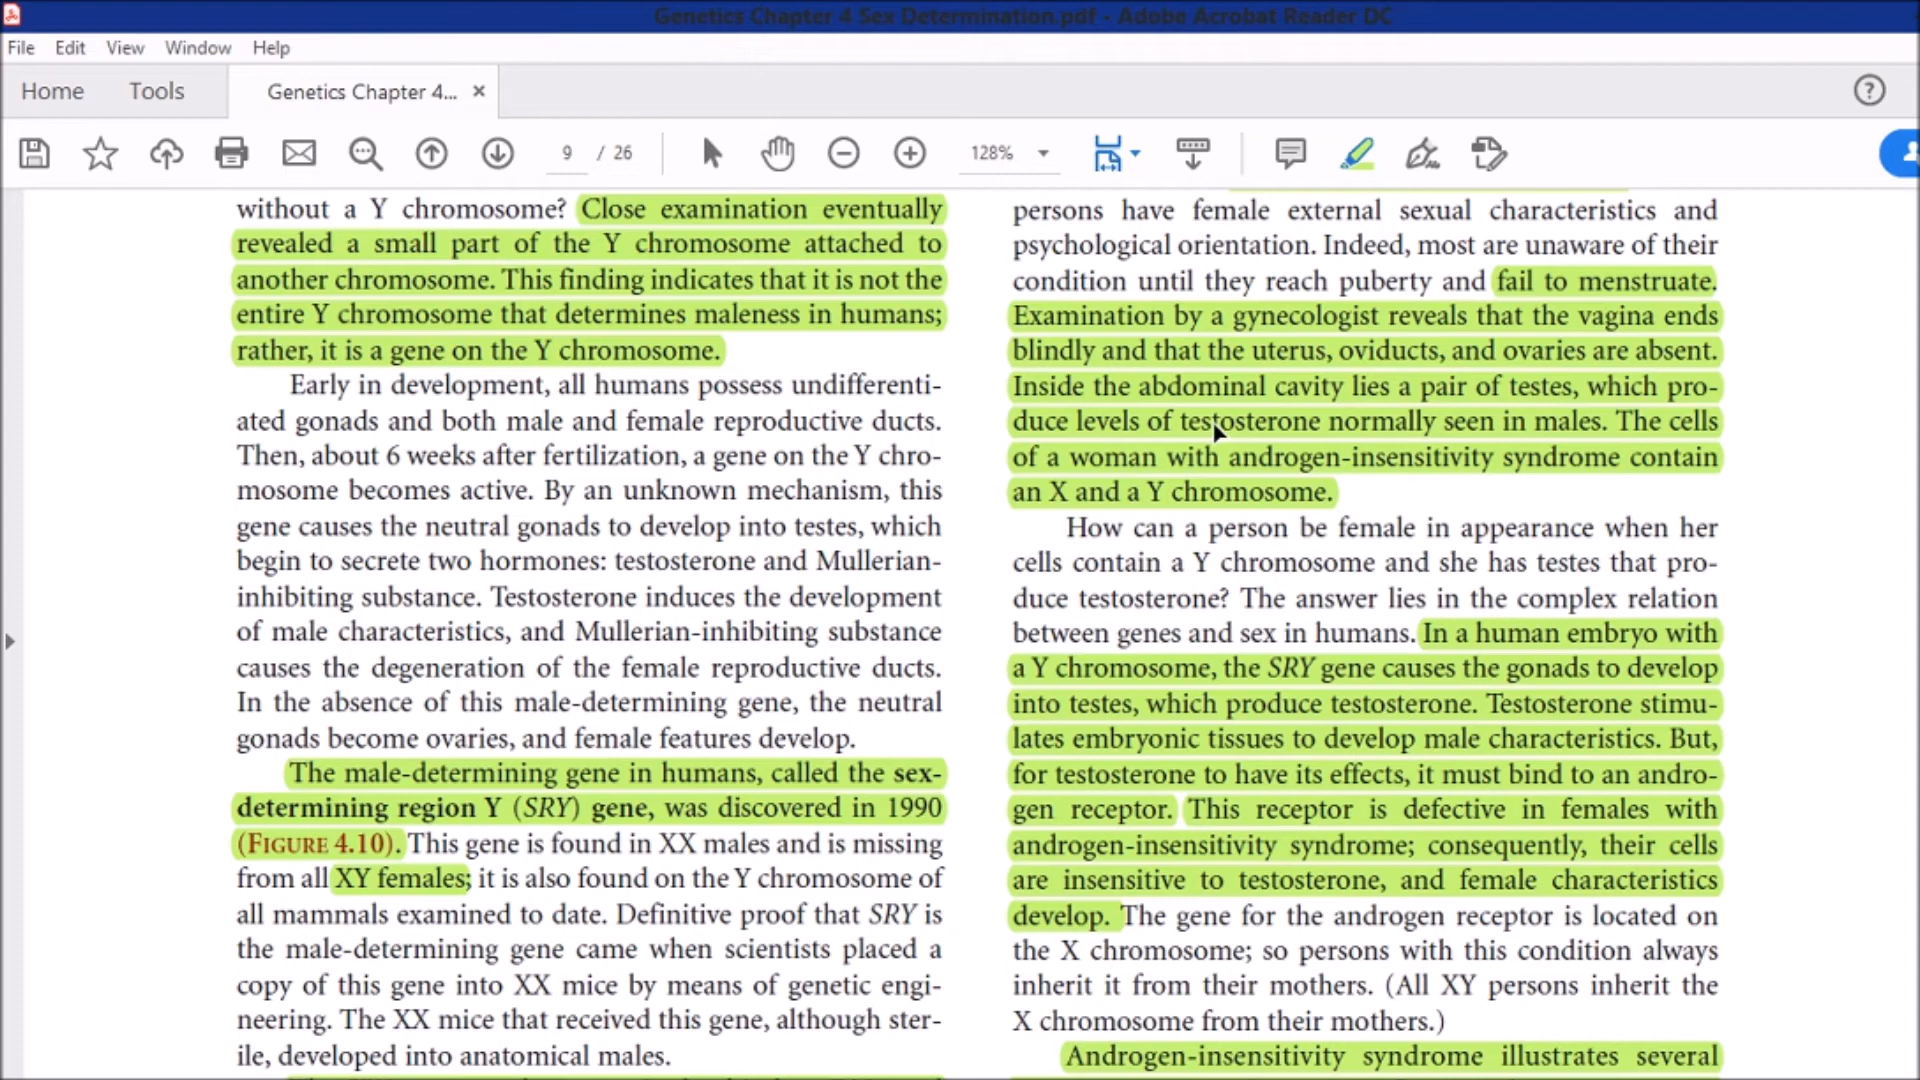 Genetics Chapter 4 Sex Determination.pdf - Adobe Acrobat Reader DC
File Edit View Window Help
Home Tools Genetics Chapter 4... ×
9 / 26 128%
without a Y chromosome? Close examination eventually
revealed a small part of the Y chromosome attached to
another chromosome. This finding indicates that it is not the
entire Y chromosome that determines maleness in humans;
rather, it is a gene on the Y chromosome.
Early in development, all humans possess undifferenti-
ated gonads and both male and female reproductive ducts.
Then, about 6 weeks after fertilization, a gene on the Y chro-
mosome becomes active. By an unknown mechanism, this
gene causes the neutral gonads to develop into testes, which
begin to secrete two hormones: testosterone and Mullerian-
inhibiting substance. Testosterone induces the development
of male characteristics, and Mullerian-inhibiting substance
causes the degeneration of the female reproductive ducts.
In the absence of this male-determining gene, the neutral
gonads become ovaries, and female features develop.
The male-determining gene in humans, called the sex-
determining region Y (SRY) gene, was discovered in 1990
(FIGURE 4.10). This gene is found in XX males and is missing
from all XY females; it is also found on the Y chromosome of
all mammals examined to date. Definitive proof that SRY is
the male-determining gene came when scientists placed a
copy of this gene into XX mice by means of genetic engi-
neering. The XX mice that received this gene, although ster-
ile, developed into anatomical males.
persons have female external sexual characteristics and
psychological orientation. Indeed, most are unaware of their
condition until they reach puberty and fail to menstruate.
Examination by a gynecologist reveals that the vagina ends
blindly and that the uterus, oviducts, and ovaries are absent.
Inside the abdominal cavity lies a pair of testes, which pro-
duce levels of testosterone normally seen in males. The cells
of a woman with androgen-insensitivity syndrome contain
an X and a Y chromosome.
How can a person be female in appearance when her
cells contain a Y chromosome and she has testes that pro-
duce testosterone? The answer lies in the complex relation
between genes and sex in humans. In a human embryo with
a Y chromosome, the SRY gene causes the gonads to develop
into testes, which produce testosterone. Testosterone stimu-
lates embryonic tissues to develop male characteristics. But,
for testosterone to have its effects, it must bind to an andro-
gen receptor. This receptor is defective in females with
androgen-insensitivity syndrome; consequently, their cells
are insensitive to testosterone, and female characteristics
develop. The gene for the androgen receptor is located on
the X chromosome; so persons with this condition always
inherit it from their mothers. (All XY persons inherit the
X chromosome from their mothers.)
Androgen-insensitivity syndrome illustrates several